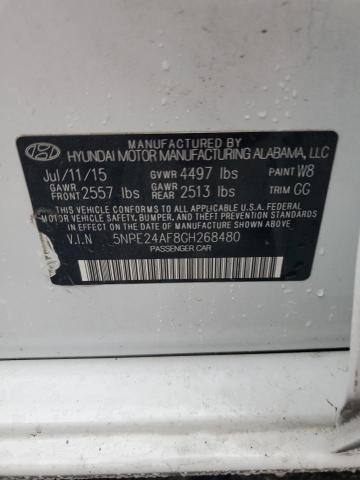 MANUFACTURED BY
HYUNDAI MOTOR MANUFACTURING ALABAMA, LLC
Jul/11/15 GVWR 4497 lbs PAINT W8
GAWR FRONT 2557 lbs GAWR REAR 2513 lbs TRIM GG
THIS VEHICLE CONFORMS TO ALL APPLICABLE U.S. FEDERAL
MOTOR VEHICLE SAFETY, BUMPER, AND THEFT PREVENTION
STANDARDS IN EFFECT ON THE DATE OF MANUFACTURE
SHOWN ABOVE.
V.I.N 5NPE24AF8GH268480
PASSENGER CAR